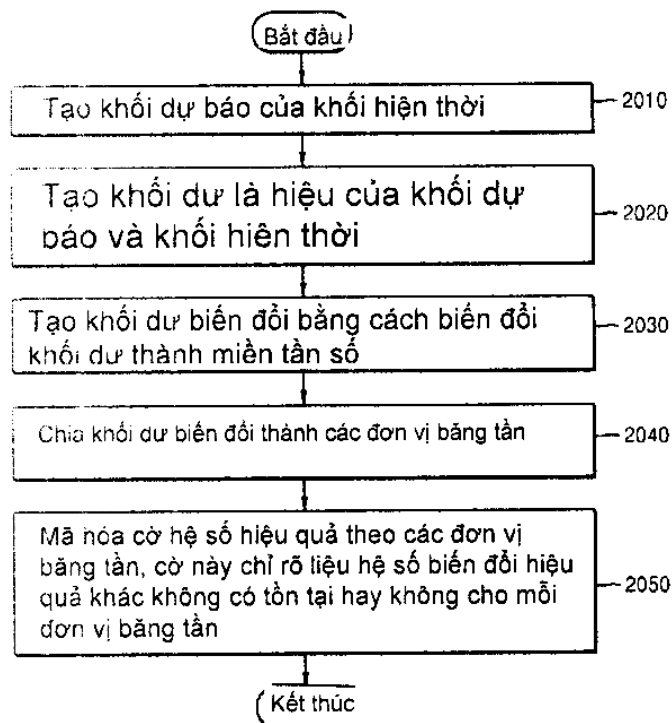 Bắt đầu
Tạo khối dự báo của khối hiện thời
2010
Tạo khối dư là hiệu của khối dự
báo và khối hiên thời
2020
Tạo khối dư biến đổi bằng cách biến đổi
khối dư thành miền tần số
2030
Chia khối dư biến đổi thành các đơn vị băng tần
2040
Mã hóa cờ hệ số hiệu quả theo các đơn vị
băng tần, cờ này chỉ rõ liệu hệ số biến đổi hiệu
quả khác không có tồn tại hay không cho mỗi
đơn vị băng tần
2050
Kết thúc